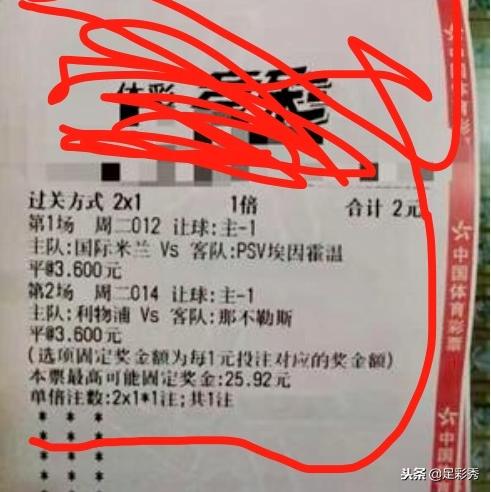 体彩
过关方式 2x1 1倍 合计 2元
第1场 周二012 让球:主-1
主队:国际米兰 Vs 客队:PSV埃因霍温
平@3.600元
第2场 周二014 让球:主-1
主队:利物浦 Vs 客队:那不勒斯
平@3.600元
(选项固定奖金额为每1元投注对应的奖金额)
本票最高可能固定奖金:25.92元
单倍注数:2x1*1注;共1注
* * *
* * *
* * *
* * *
* * *
中国体育彩
中国体育彩票
中国体育
头条 @足彩秀